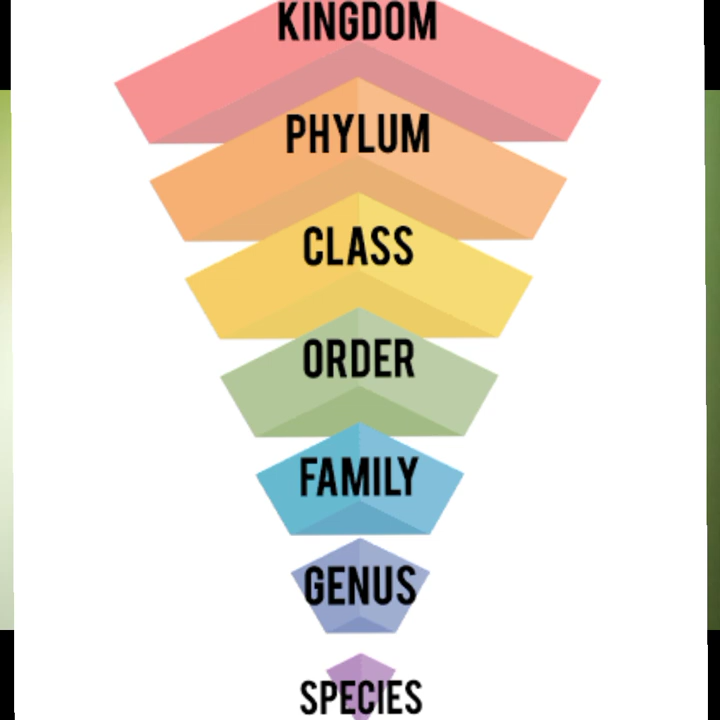 KINGDOM
PHYLUM
CLASS
ORDER
FAMILY
GENUS
SPECIES